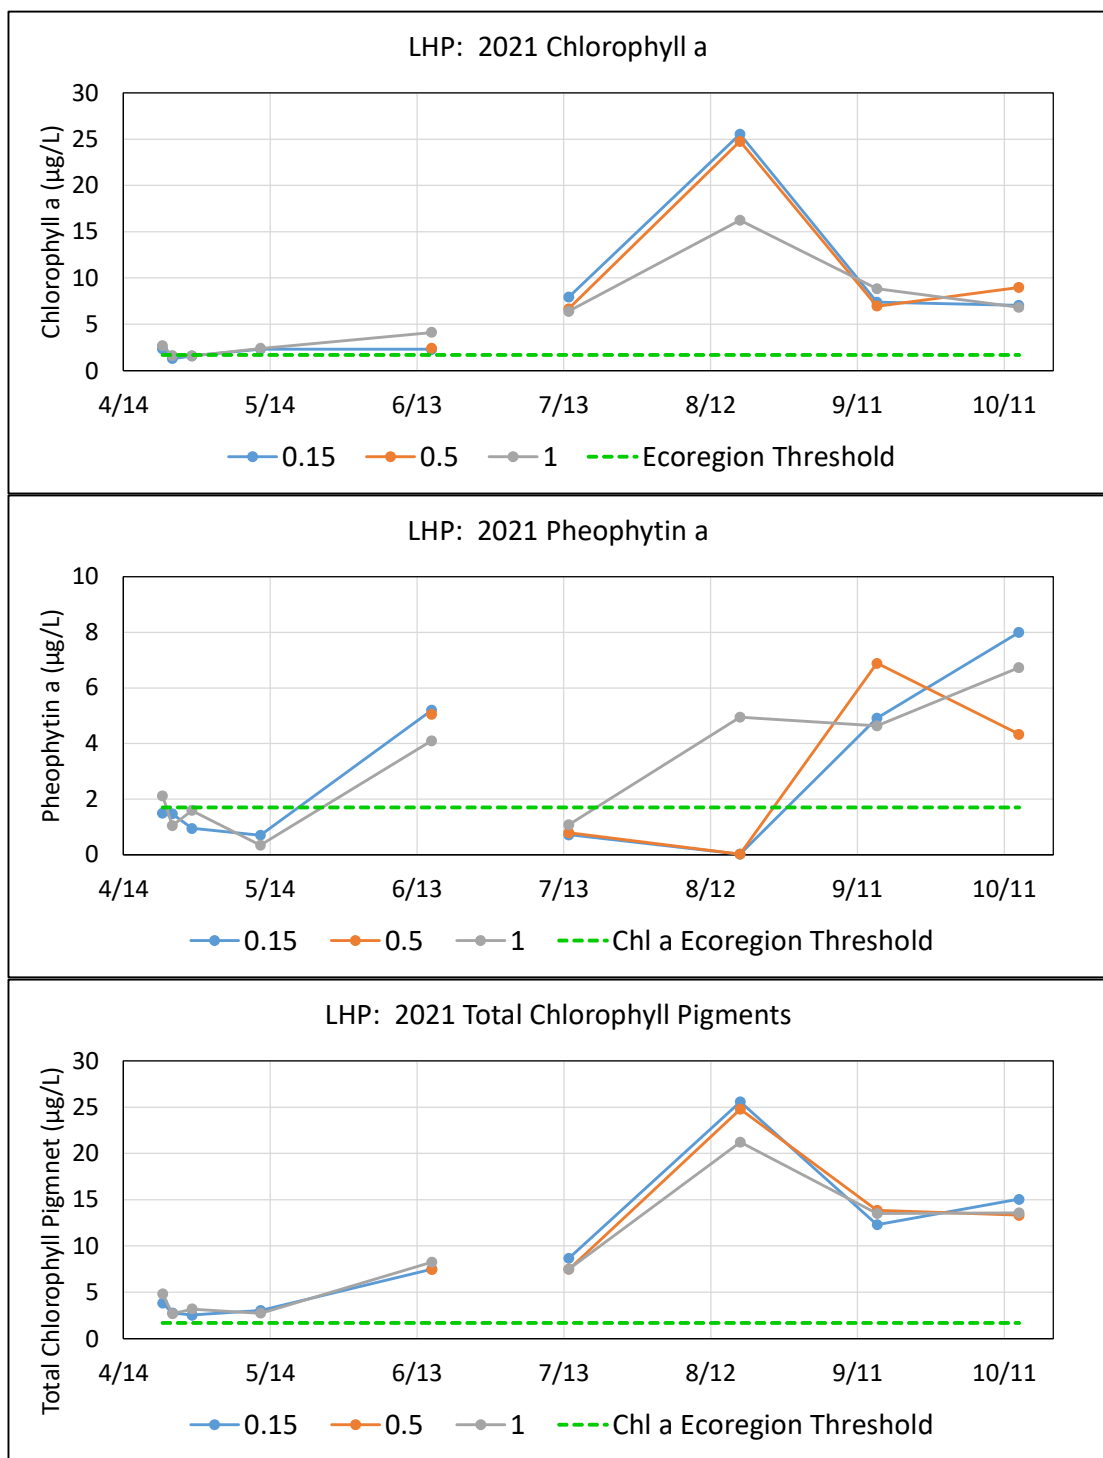 LHP:  2021 Chlorophyll a
Chlorophyll a (µg/L)
30
25
20
15
10
5
0
4/14 5/14 6/13 7/13 8/12 9/11 10/11
0.15 0.5 1 Ecoregion Threshold
LHP:  2021 Pheophytin a
Pheophytin a (µg/L)
10
8
6
4
2
0
4/14 5/14 6/13 7/13 8/12 9/11 10/11
0.15 0.5 1 Chl a Ecoregion Threshold
LHP:  2021 Total Chlorophyll Pigments
Total Chlorophyll Pigmnet (µg/L)
30
25
20
15
10
5
0
4/14 5/14 6/13 7/13 8/12 9/11 10/11
0.15 0.5 1 Chl a Ecoregion Threshold